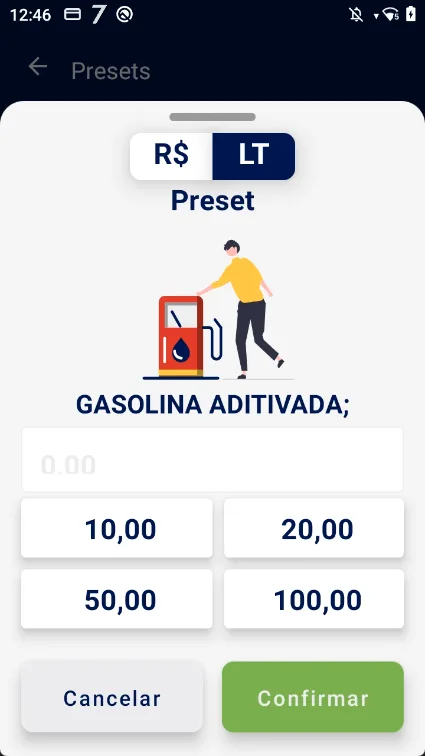 12:46
Presets
R$ LT
Preset
GASOLINA ADITIVADA;
0.00
10,00 20,00
50,00 100,00
Cancelar Confirmar